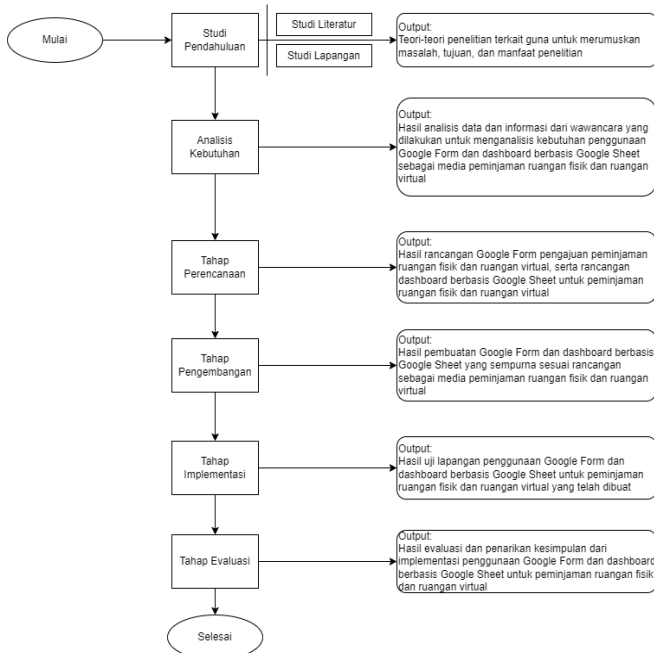 Mulai
Studi
Pendahuluan
Studi Literatur
Studi Lapangan
Output:
Teori-teori penelitian terkait guna untuk merumuskan
masalah, tujuan, dan manfaat penelitian
Analisis
Kebutuhan
Output:
Hasil analisis data dan informasi dari wawancara yang
dilakukan untuk menganalisis kebutuhan penggunaan
Google Form dan dashboard berbasis Google Sheet
sebagai media peminjaman ruangan fisik dan ruangan
virtual
Tahap
Perencanaan
Output:
Hasil rancangan Google Form pengajuan peminjaman
ruangan fisik dan ruangan virtual, serta rancangan
dashboard berbasis Google Sheet untuk peminjaman
ruangan fisik dan ruangan virtual
Tahap
Pengembangan
Output:
Hasil pembuatan Google Form dan dashboard berbasis
Google Sheet yang sempurna sesuai rancangan
sebagai media peminjaman ruangan fisik dan ruangan
virtual
Tahap
Implementasi
Output:
Hasil uji lapangan penggunaan Google Form dan
dashboard berbasis Google Sheet untuk peminjaman
ruangan fisik dan ruangan virtual yang telah dibuat
Tahap Evaluasi
Output:
Hasil evaluasi dan penarikan kesimpulan dari
implementasi penggunaan Google Form dan dashboard
berbasis Google Sheet untuk peminjaman ruangan fisik
dan ruangan virtual
Selesai